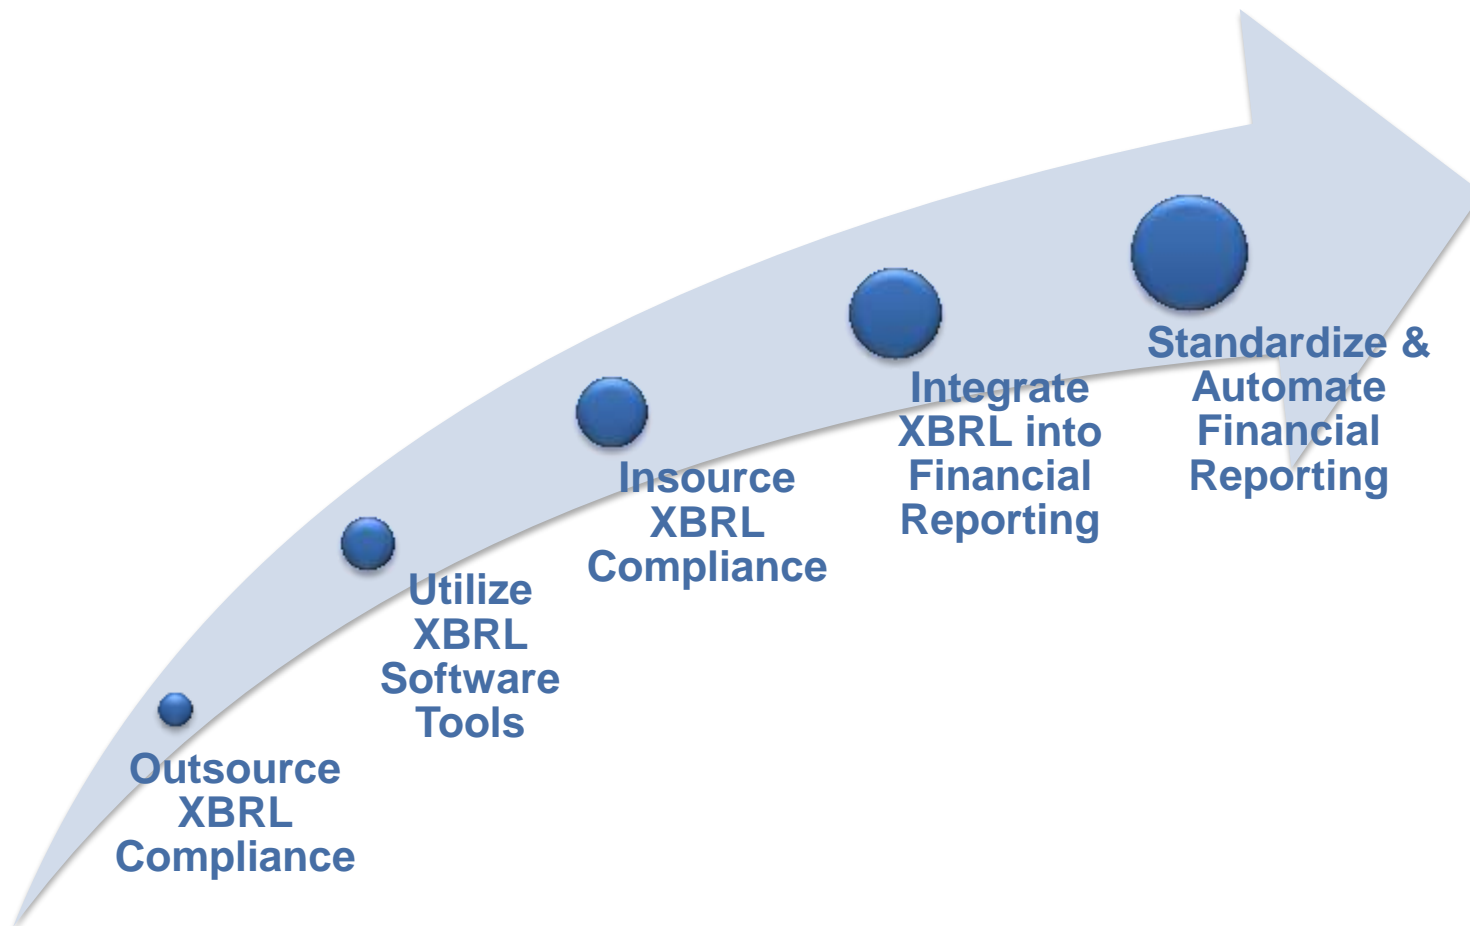 Outsource
XBRL
Compliance
Utilize
XBRL
Software
Tools
Insource
XBRL
Compliance
Integrate
XBRL into
Financial
Reporting
Standardize &
Automate
Financial
Reporting